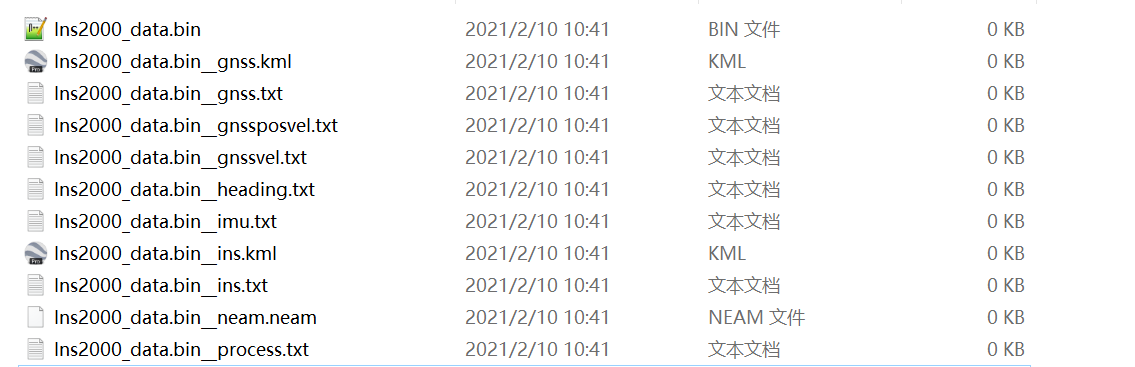 Ins2000_data.bin 2021/2/10 10:41 BIN 文件 0 KB
Ins2000_data.bin__gnss.kml 2021/2/10 10:41 KML 0 KB
Ins2000_data.bin__gnss.txt 2021/2/10 10:41 文本文档 0 KB
Ins2000_data.bin__gnssposvel.txt 2021/2/10 10:41 文本文档 0 KB
Ins2000_data.bin__gnssvel.txt 2021/2/10 10:41 文本文档 0 KB
Ins2000_data.bin__heading.txt 2021/2/10 10:41 文本文档 0 KB
Ins2000_data.bin__imu.txt 2021/2/10 10:41 文本文档 0 KB
Ins2000_data.bin__ins.kml 2021/2/10 10:41 KML 0 KB
Ins2000_data.bin__ins.txt 2021/2/10 10:41 文本文档 0 KB
Ins2000_data.bin__neam.neam 2021/2/10 10:41 NEAM 文件 0 KB
Ins2000_data.bin__process.txt 2021/2/10 10:41 文本文档 0 KB